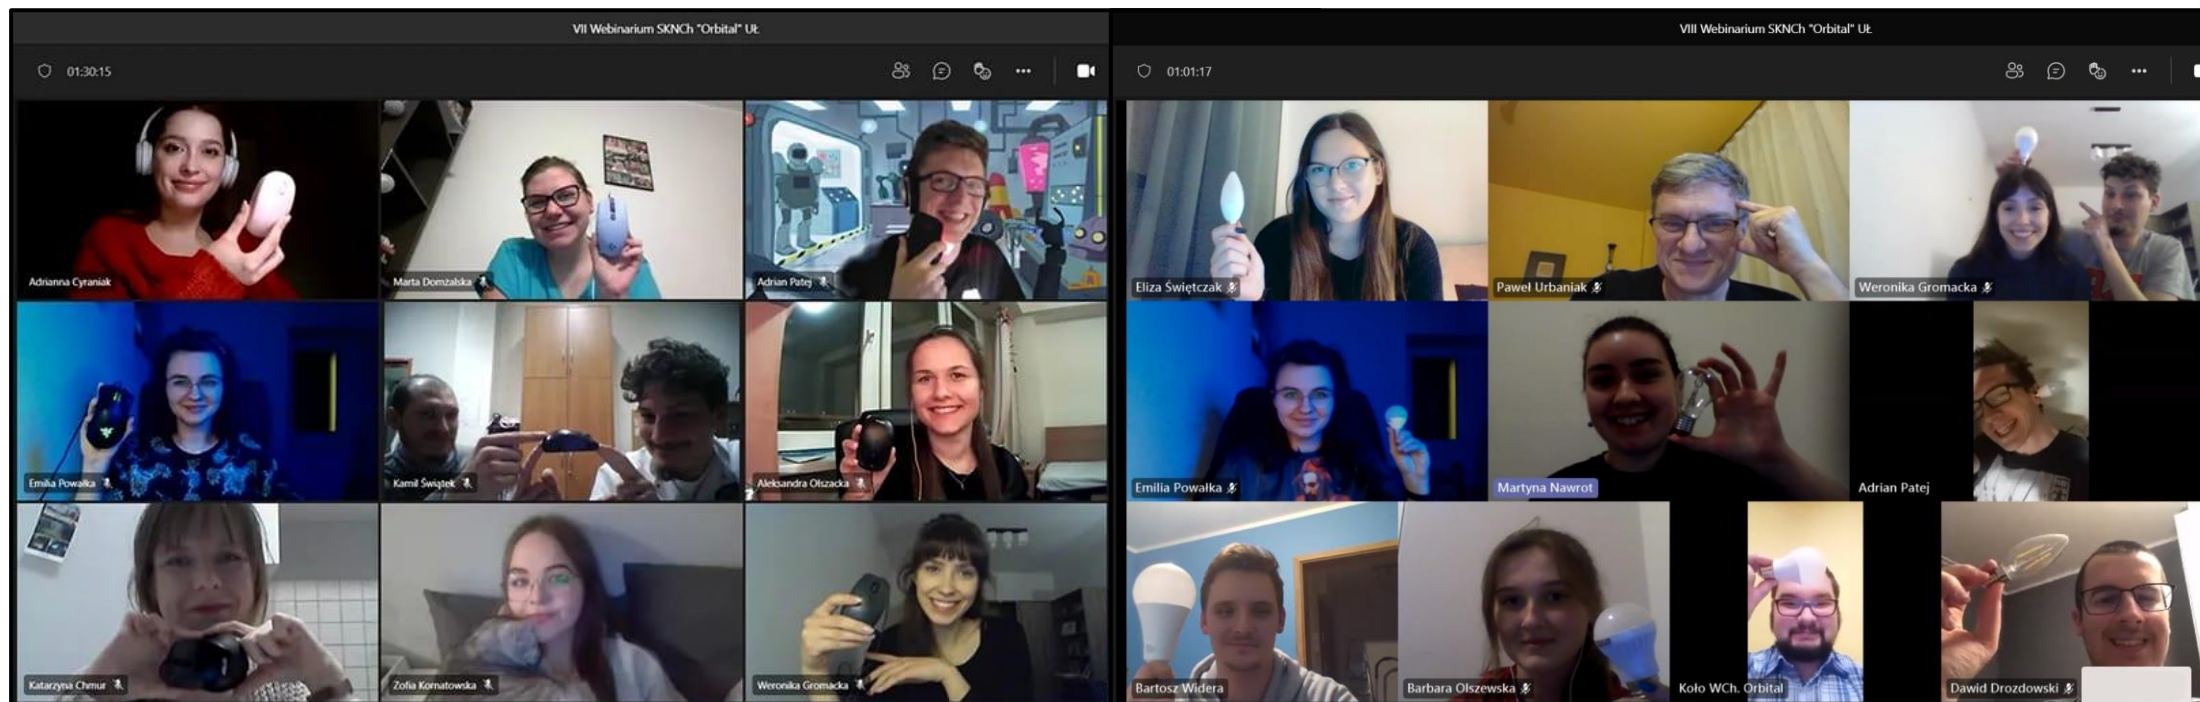 VII Webinarium SKNCh "Orbital" UŁ
01:30:15
Adrianna Cyraniak
Marta Domżalska
Adrian Patej
Emilia Powałka
Kamil Świątek
Aleksandra Olszacka
Katarzyna Chmur
Zofia Kornatowska
Weronika Gromacka
VIII Webinarium SKNCh "Orbital" UŁ
01:01:17
Eliza Świętczak
Paweł Urbaniak
Weronika Gromacka
Emilia Powałka
Martyna Nawrot
Adrian Patej
Bartosz Widera
Barbara Olszewska
Koło WCh. Orbital
Dawid Drozdowski